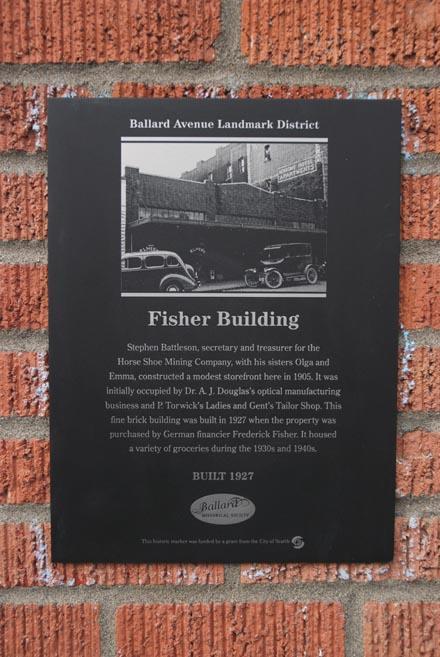 Ballard Avenue Landmark District
APARTMENTS
Fisher Building
Stephen Battleson, secretary and treasurer for the
Horse Shoe Mining Company, with his sisters Olga and
Emma, constructed a modest storefront here in 1905. It was
initially occupied by Dr. A. J. Douglas's optical manufacturing
business and P. Torwick's Ladies and Gent's Tailor Shop. This
fine brick building was built in 1927 when the property was
purchased by German financier Frederick Fisher. It housed
a variety of groceries during the 1930s and 1940s.
BUILT 1927
Ballard
HISTORICAL SOCIETY
This historic marker was funded by a grant from the City of Seattle